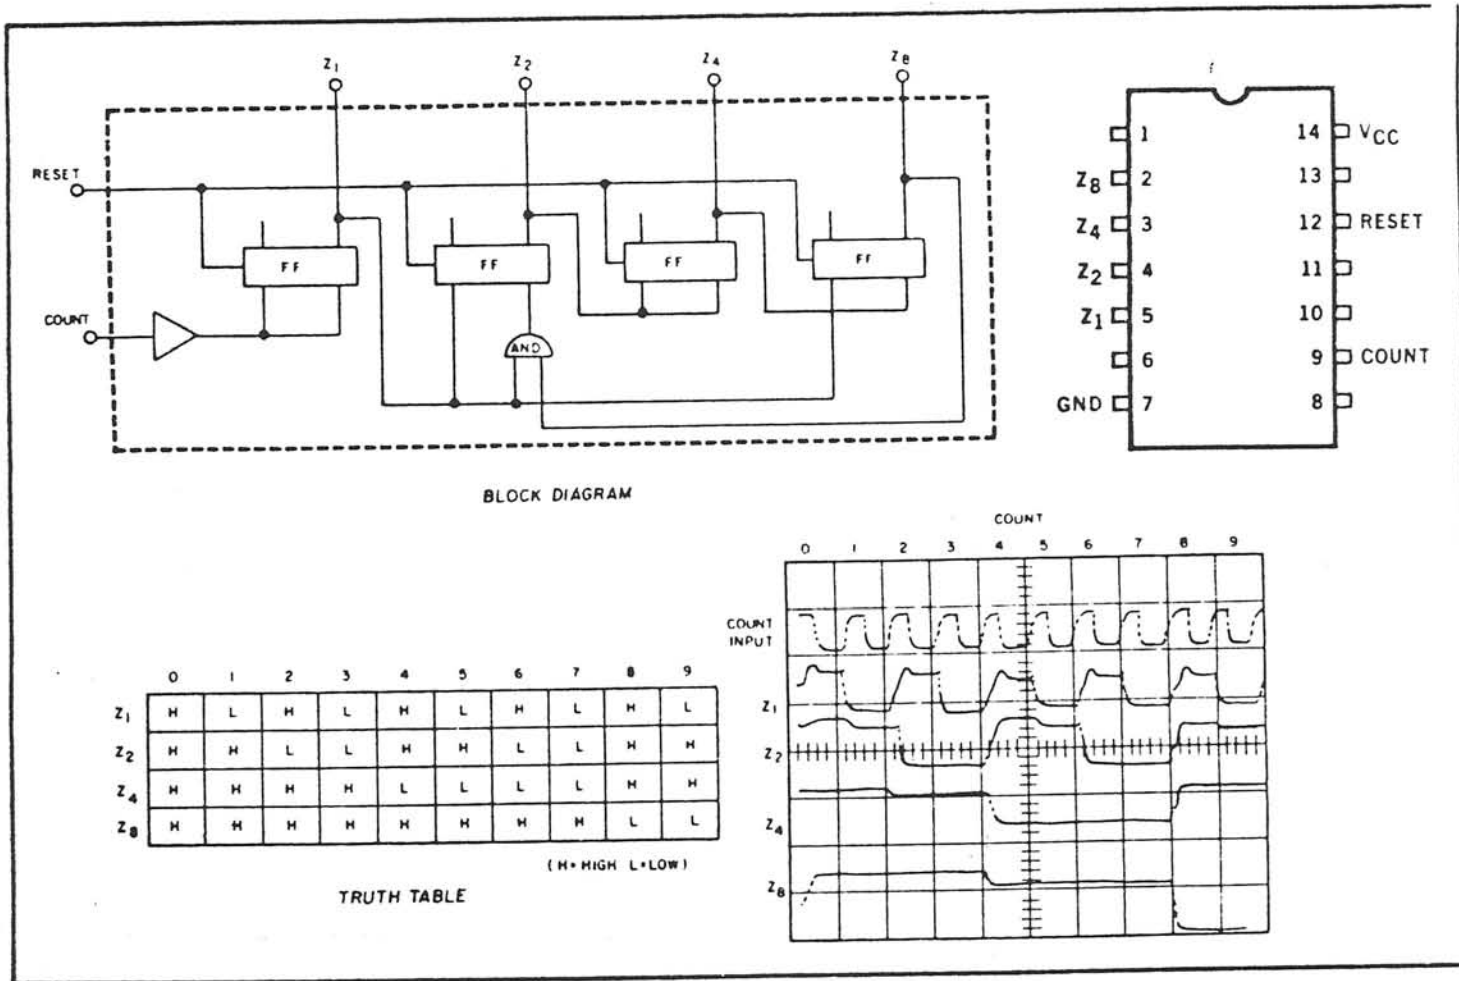 Z1 Z2 Z4 Z8
RESET
FF FF FF FF
COUNT
AND
BLOCK DIAGRAM
1 14 VCC
Z8 2 13
Z4 3 12 RESET
Z2 4 11
Z1 5 10
6 9 COUNT
GND 7 8
0 1 2 3 4 5 6 7 8 9
Z1 H L H L H L H L H L
Z2 H H L L H H L L H H
Z4 H H H H L L L L H H
Z8 H H H H H H H H L L
(H=HIGH L=LOW)
TRUTH TABLE
COUNT
0 1 2 3 4 5 6 7 8 9
COUNT
INPUT
Z1
Z2
Z4
Z8